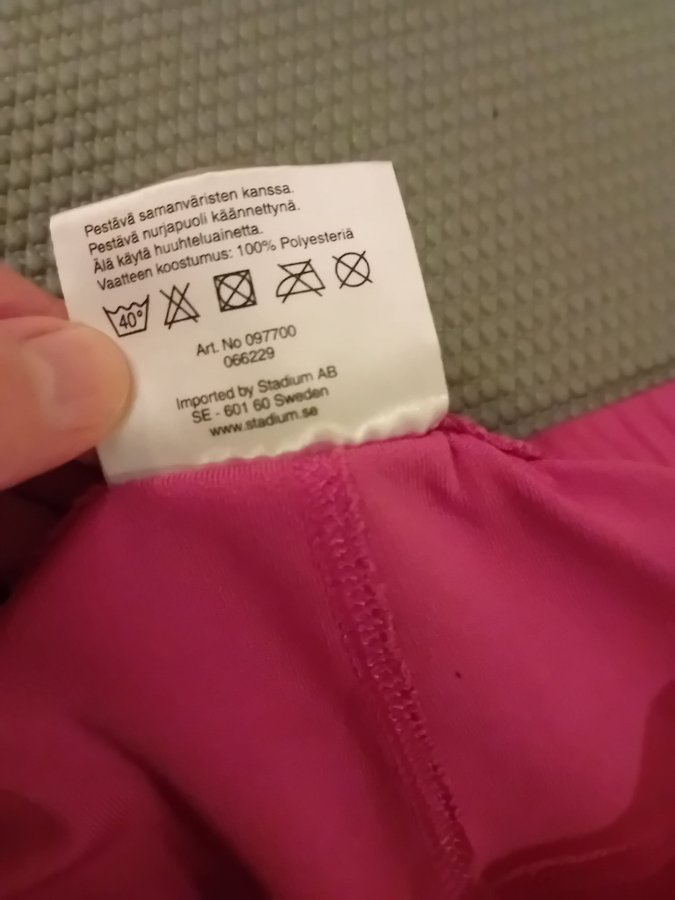 Pestävä samanväristen kanssa.
Pestävä nurjapuoli käännettynä.
Älä käytä huuhteluainetta.
Vaatteen koostumus: 100% Polyesteriä
40°
Art. No 097700
066229
Imported by Stadium AB
SE - 601 60 Sweden
www.stadium.se